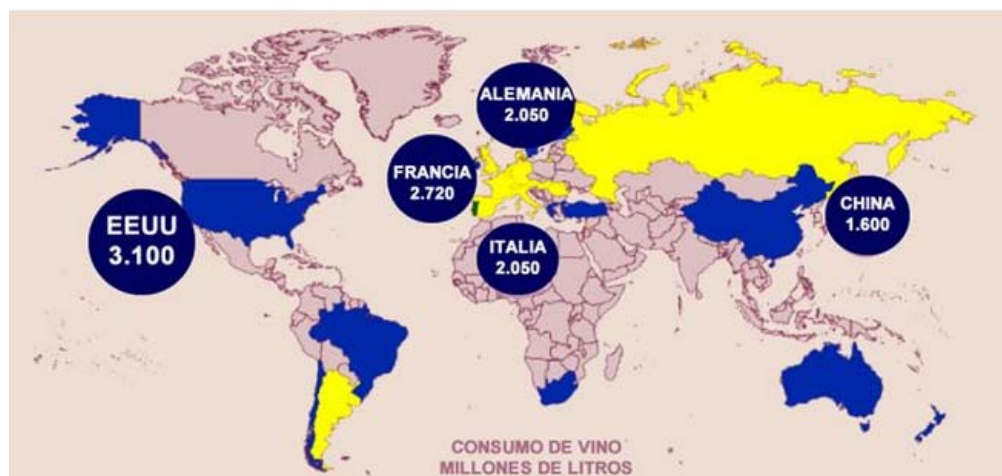 ALEMANIA
2.050
FRANCIA
2.720
EEUU
3.100
ITALIA
2.050
CHINA
1.600
CONSUMO DE VINO
MILLONES DE LITROS